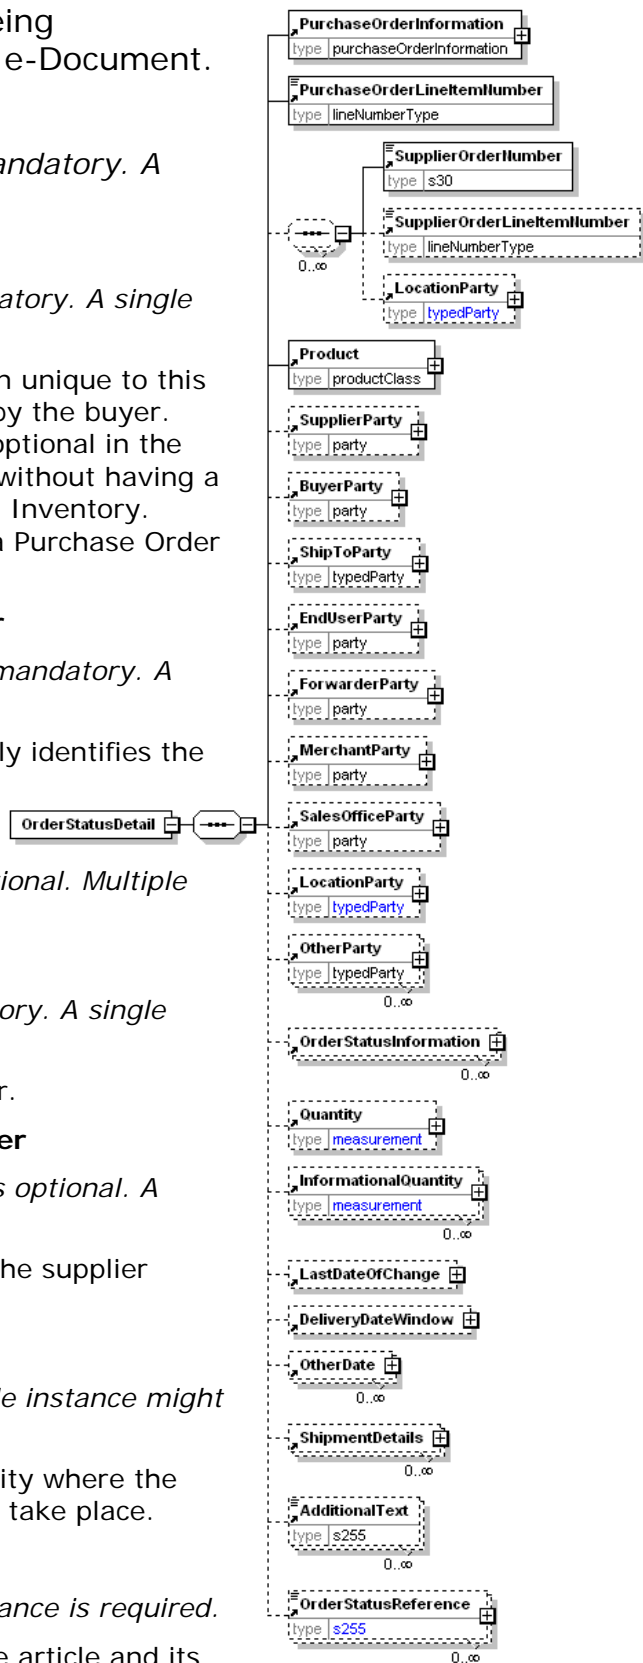 eing
e-Document.
andatory. A
atory. A single
n unique to this
by the buyer.
optional in the
without having a
Inventory.
a Purchase Order
r
mandatory. A
ly identifies the
OrderStatusDetail
ional. Multiple
ory. A single
r.
er
s optional. A
he supplier
le instance might
ity where the
take place.
ance is required.
e article and its
PurchaseOrderInformation
type purchaseOrderInformation
PurchaseOrderLineItemNumber
type lineNumberType
SupplierOrderNumber
type s30
SupplierOrderLineItemNumber
type lineNumberType
0..∞
LocationParty
type typedParty
Product
type productClass
SupplierParty
type party
BuyerParty
type party
ShipToParty
type typedParty
EndUserParty
type party
ForwarderParty
type party
MerchantParty
type party
SalesOfficeParty
type party
LocationParty
type typedParty
OtherParty
type typedParty
0..∞
OrderStatusInformation
0..∞
Quantity
type measurement
InformationalQuantity
type measurement
0..∞
LastDateOfChange
DeliveryDateWindow
OtherDate
0..∞
ShipmentDetails
0..∞
AdditionalText
type s255
0..∞
OrderStatusReference
type s255
0..∞